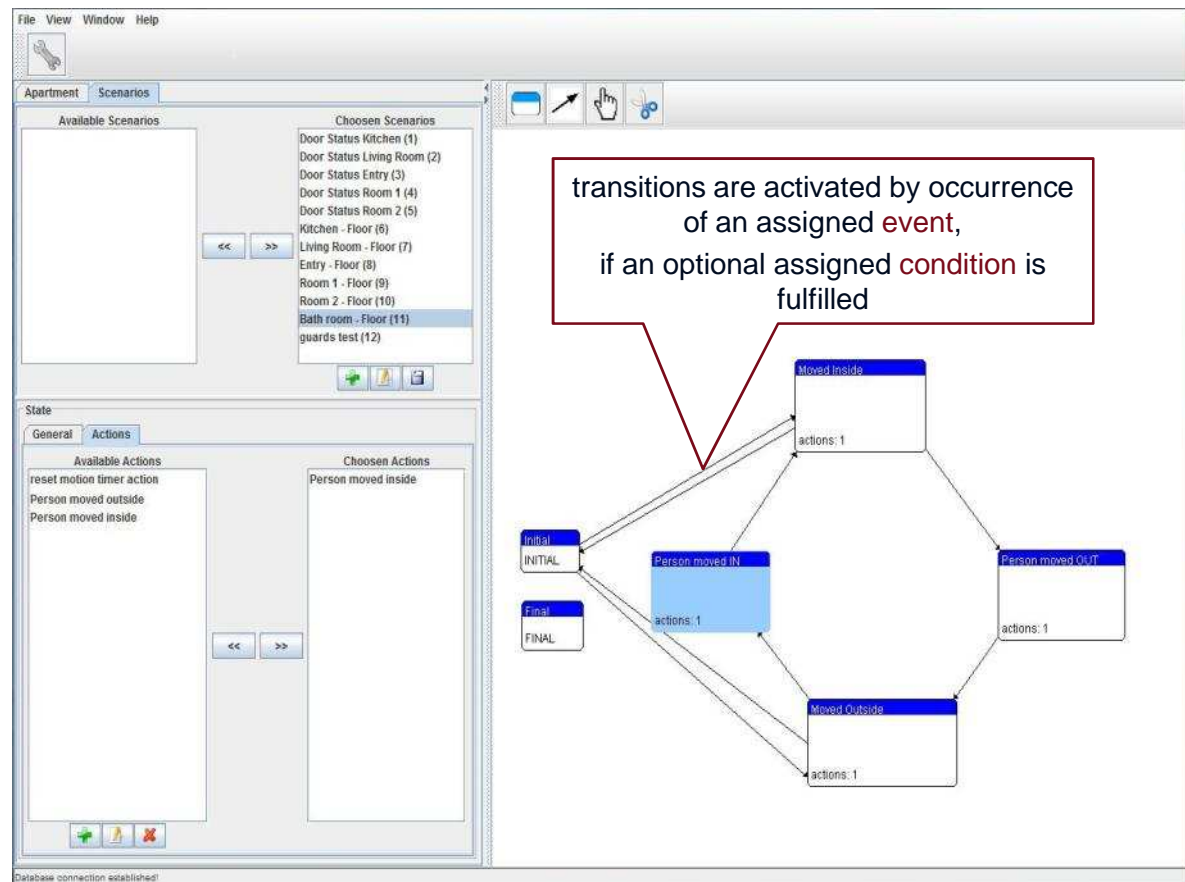 File View Window Help
Apartment Scenarios
Available Scenarios
Choosen Scenarios
Door Status Kitchen (1)
Door Status Living Room (2)
Door Status Entry (3)
Door Status Room 1 (4)
Door Status Room 2 (5)
Kitchen - Floor (6)
Living Room - Floor (7)
Entry - Floor (8)
Room 1 - Floor (9)
Room 2 - Floor (10)
Bath room - Floor (11)
guards test (12)
<< >>
State
General Actions
Available Actions
reset motion timer action
Person moved outside
Person moved inside
Choosen Actions
Person moved inside
<< >>
Database connection established!
transitions are activated by occurrence
of an assigned event,
if an optional assigned condition is
fulfilled
Moved Inside
actions: 1
Initial
INITIAL
Person moved IN
actions: 1
Person moved OUT
actions: 1
Final
FINAL
Moved Outside
actions: 1